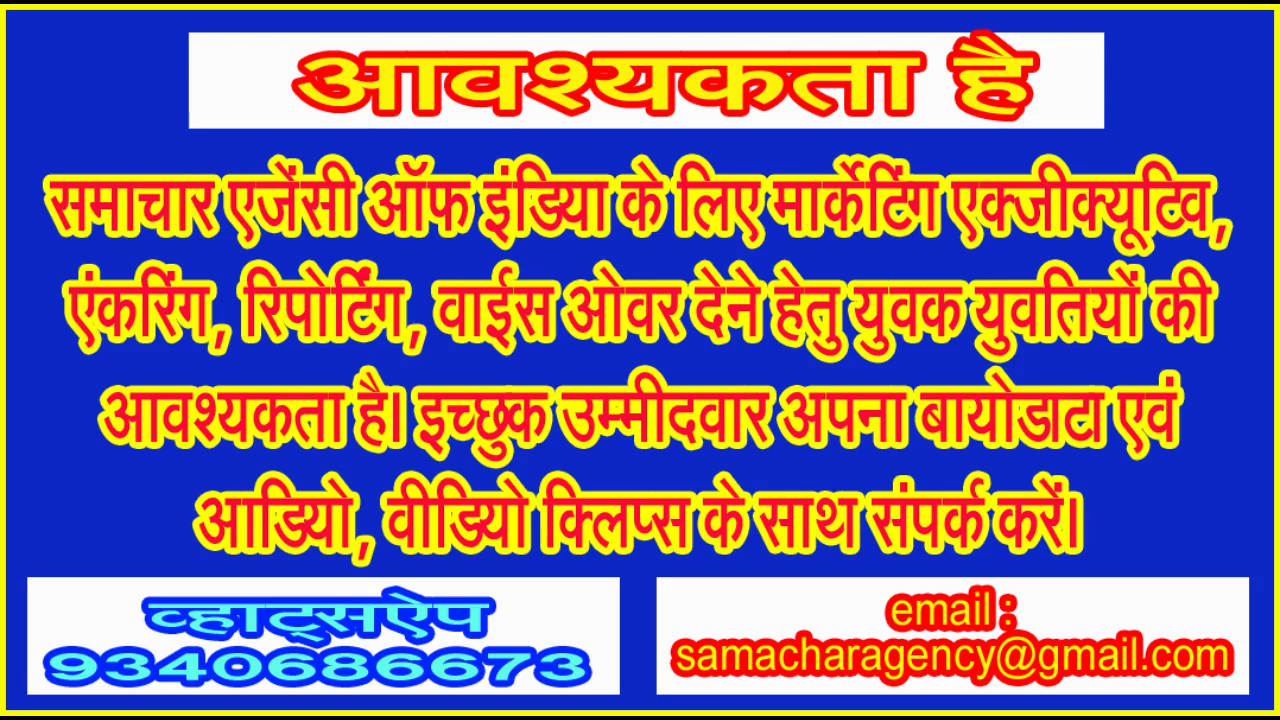 आवश्यकता है
समाचार एजेंसी ऑफ इंडिया के लिए मार्केटिंग एक्जीक्यूटिव,
एंकरिंग, रिपोर्टिंग, वाईस ओवर देने हेतु युवक युवतियों की
आवश्यकता है। इच्छुक उम्मीदवार अपना बायोडाटा एवं
आडियो, वीडियो क्लिप्स के साथ संपर्क करें।
व्हाट्सऐप
9340686673
email :
samacharagency@gmail.com